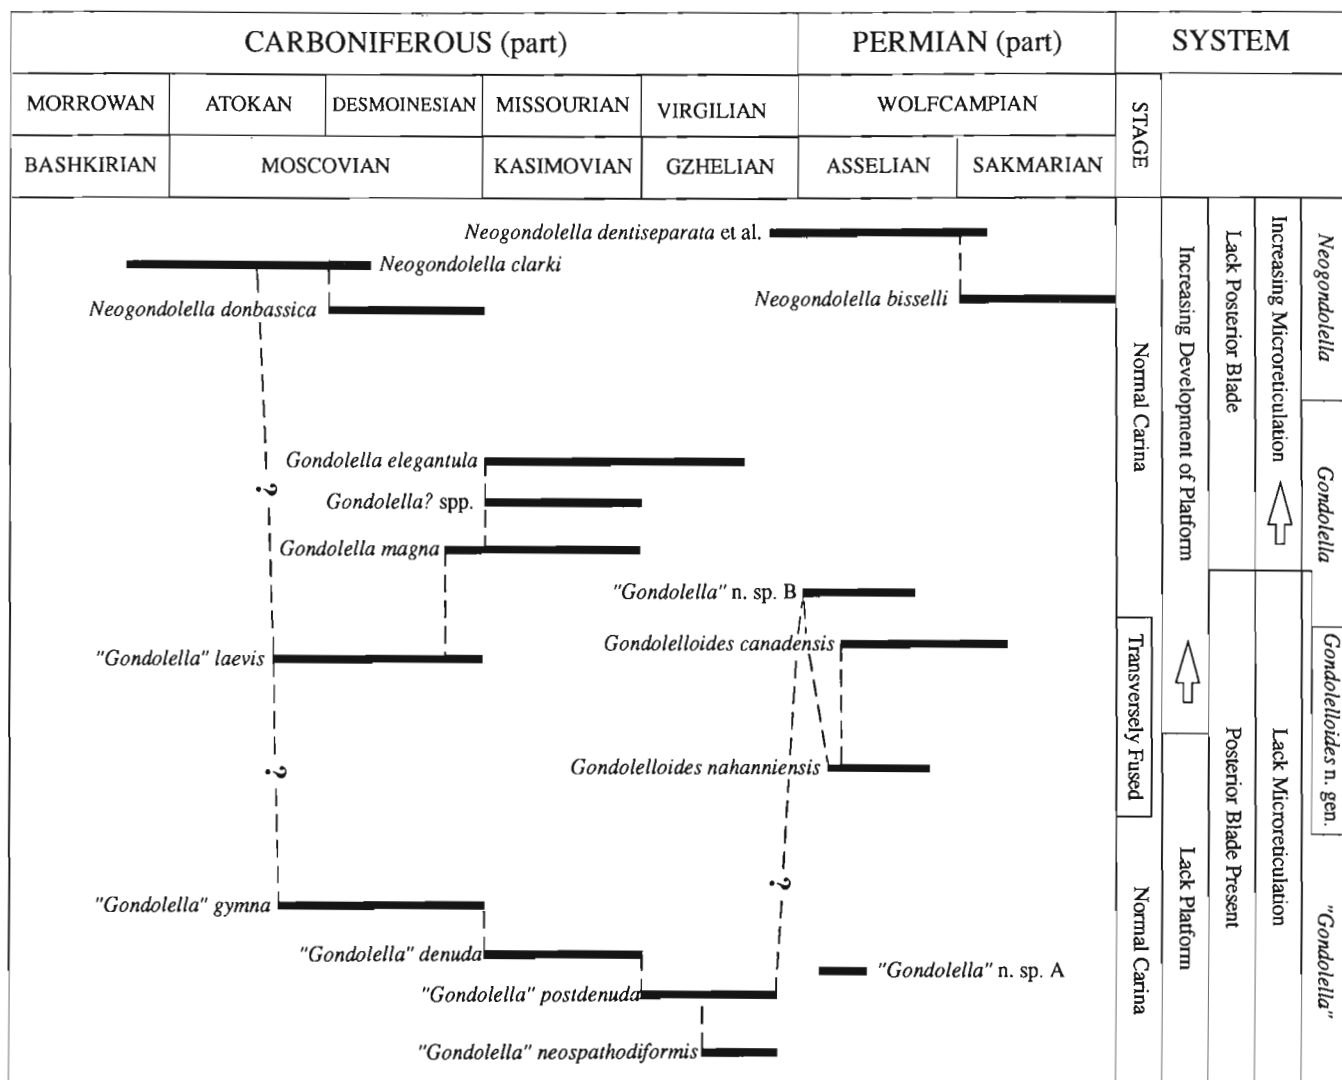 CARBONIFEROUS (part) PERMIAN (part) SYSTEM
MORROWAN ATOKAN DESMOINESIAN MISSOURIAN VIRGILIAN WOLFCAMPIAN
STAGE
BASHKIRIAN MOSCOVIAN KASIMOVIAN GZHELIAN ASSELIAN SAKMARIAN
Neogondolella dentiseparata et al.
Neogondolella clarki
Neogondolella bisselli
Neogondolella donbassica
Gondolella elegantula
?
Gondolella? spp.
Gondolella magna
"Gondolella" n. sp. B
Gondolelloides canadensis
"Gondolella" laevis
Gondolelloides nahanniensis
?
?
"Gondolella" gymna
"Gondolella" denuda
"Gondolella" n. sp. A
"Gondolella" postdenuda
"Gondolella" neospathodiformis
Normal Carina
Transversely Fused
Normal Carina
Increasing Development of Platform
Lack Platform
Lack Posterior Blade
Posterior Blade Present
Increasing Microreticulation
Lack Microreticulation
Neogondolella
Gondolella
Gondolelloides n. gen.
"Gondolella"